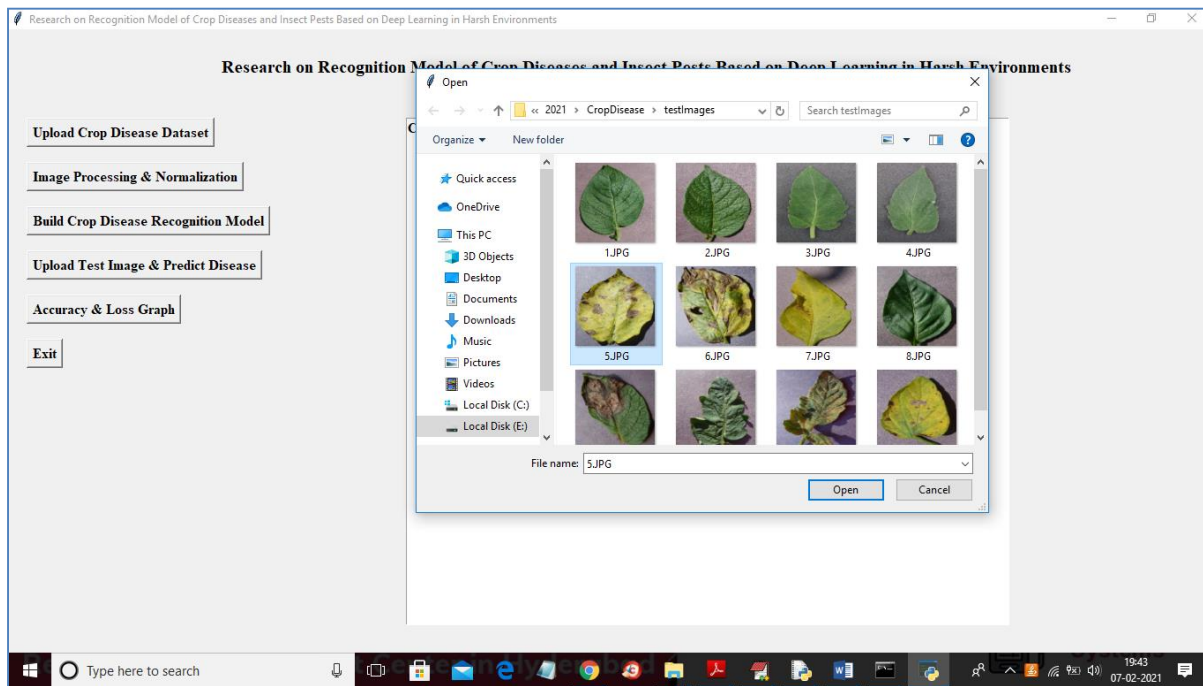 Research on Recognition Model of Crop Diseases and Insect Pests Based on Deep Learning in Harsh Environments
Research on Recognition Model of Crop Diseases and Insect Pests Based on Deep Learning in Harsh Environments
Upload Crop Disease Dataset
Image Processing & Normalization
Build Crop Disease Recognition Model
Upload Test Image & Predict Disease
Accuracy & Loss Graph
Exit
C
Open
« 2021 › CropDisease › testImages
Search testImages
Organize
New folder
Quick access
OneDrive
This PC
3D Objects
Desktop
Documents
Downloads
Music
Pictures
Videos
Local Disk (C:)
Local Disk (E:)
1.JPG 2.JPG 3.JPG 4.JPG
5.JPG 6.JPG 7.JPG 8.JPG
File name: 5.JPG
Open Cancel
Type here to search
19:43
07-02-2021